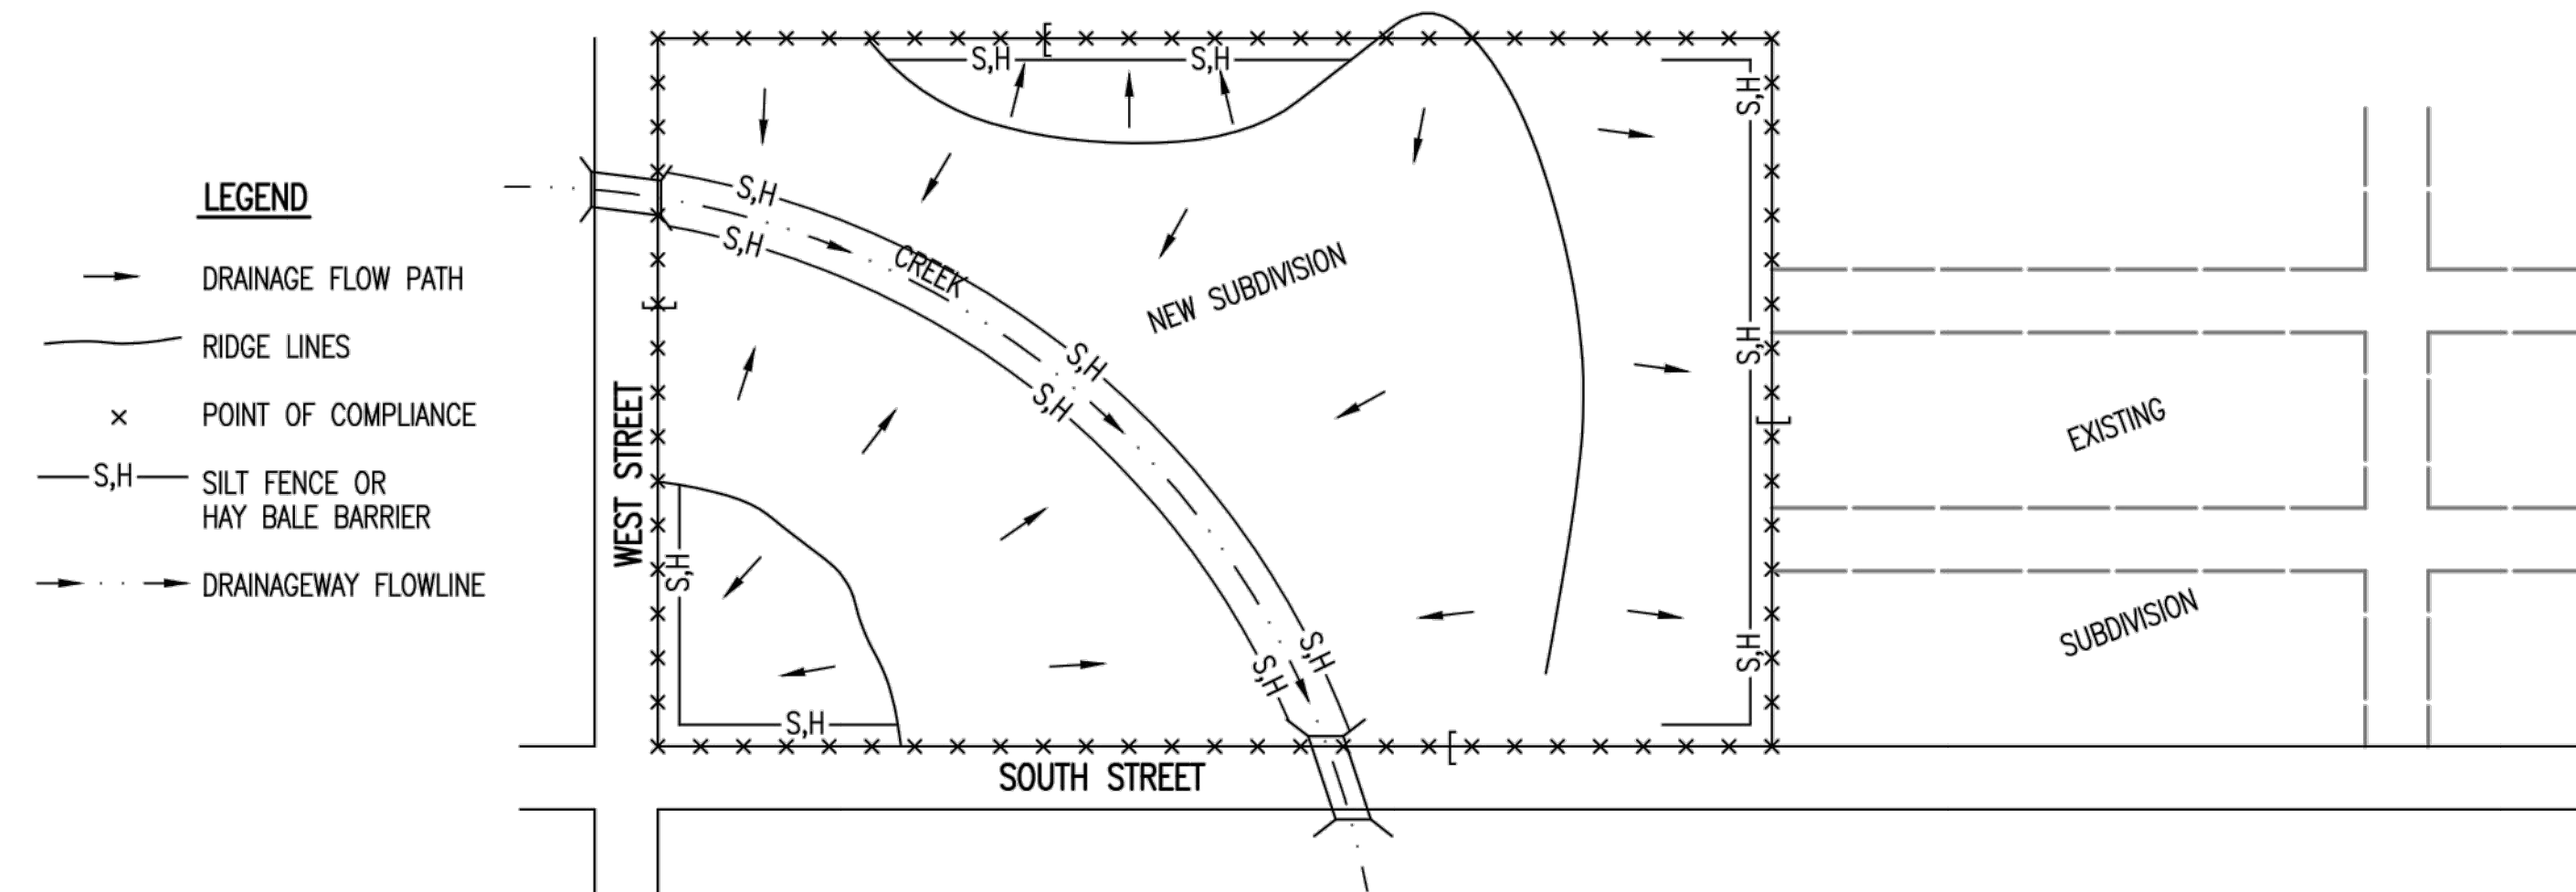 LEGEND
DRAINAGE FLOW PATH
RIDGE LINES
POINT OF COMPLIANCE
S,H
SILT FENCE OR
HAY BALE BARRIER
DRAINAGEWAY FLOWLINE
S,H
S,H
S,H
S,H
S,H
CREEK
NEW SUBDIVISION
S,H
S,H
S,H
WEST STREET
EXISTING
S,H
S,H
S,H
S,H
SUBDIVISION
S,H
SOUTH STREET